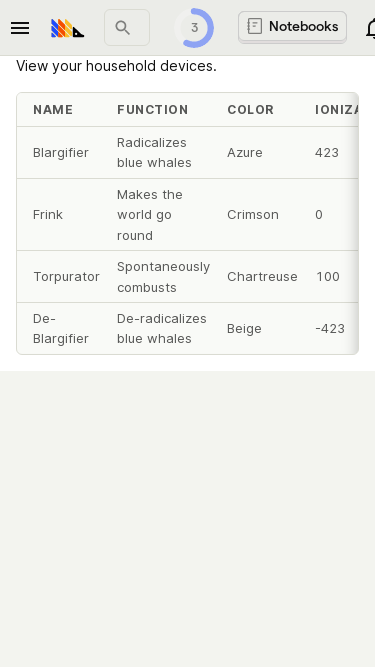 3
Notebooks
View your household devices.
NAME FUNCTION COLOR IONIZA
Blargifier Radicalizes blue whales Azure 423
Frink Makes the world go round Crimson 0
Torpurator Spontaneously combusts Chartreuse 100
De-Blargifier De-radicalizes blue whales Beige -423